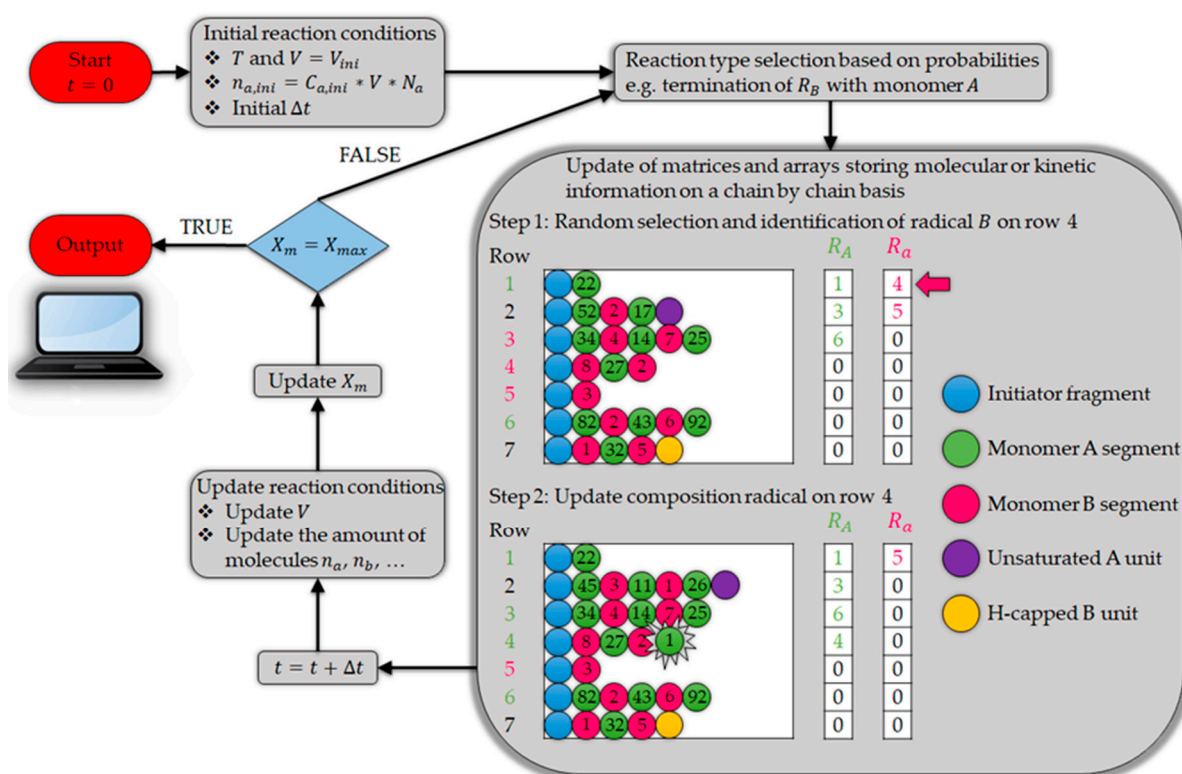 Start
t = 0
Initial reaction conditions
❖ T and V = V_ini
❖ n_a,ini = C_a,ini * V * N_a
❖ Initial Δt
Reaction type selection based on probabilities
e.g. termination of R_B with monomer A
FALSE
TRUE
Output
X_m = X_max
Update X_m
Update reaction conditions
❖ Update V
❖ Update the amount of
molecules n_a, n_b, …
t = t + Δt
Update of matrices and arrays storing molecular or kinetic
information on a chain by chain basis
Step 1: Random selection and identification of radical B on row 4
Row R_A R_a
1 22 1 4
2 52 2 17 3 5
3 34 4 14 7 25 6 0
4 8 27 2 0 0
5 3 0 0
6 82 2 43 6 92 0 0
7 1 32 5 0 0
Step 2: Update composition radical on row 4
Row R_A R_a
1 22 1 5
2 45 3 11 1 26 3 0
3 34 4 14 7 25 6 0
4 8 27 2 1 4 0
5 3 0 0
6 82 2 43 6 92 0 0
7 1 32 5 0 0
Initiator fragment
Monomer A segment
Monomer B segment
Unsaturated A unit
H-capped B unit